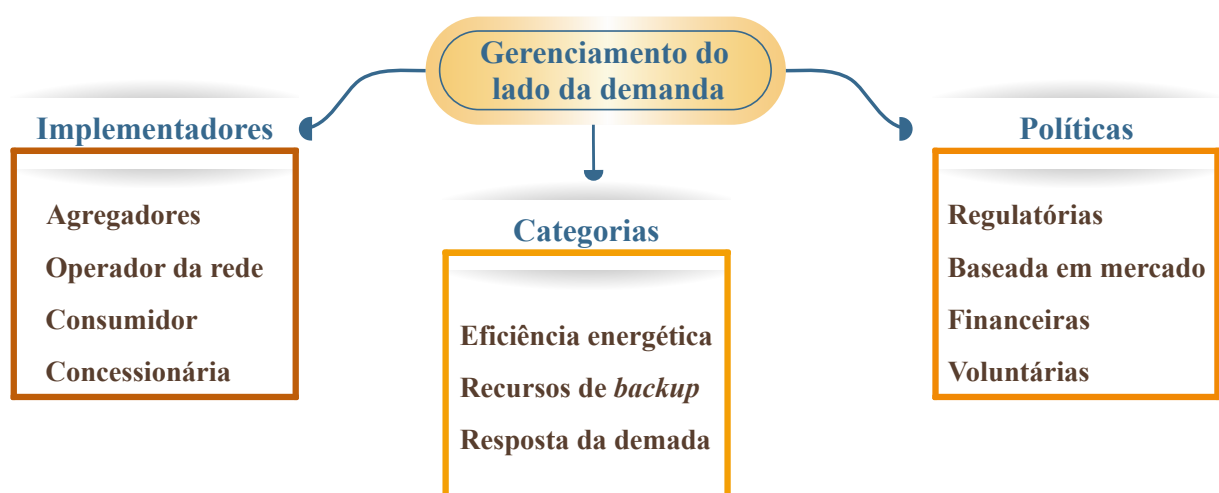 Gerenciamento do
lado da demanda
Implementadores
Agregadores
Operador da rede
Consumidor
Concessionária
Categorias
Eficiência energética
Recursos de backup
Resposta da demada
Políticas
Regulatórias
Baseada em mercado
Financeiras
Voluntárias